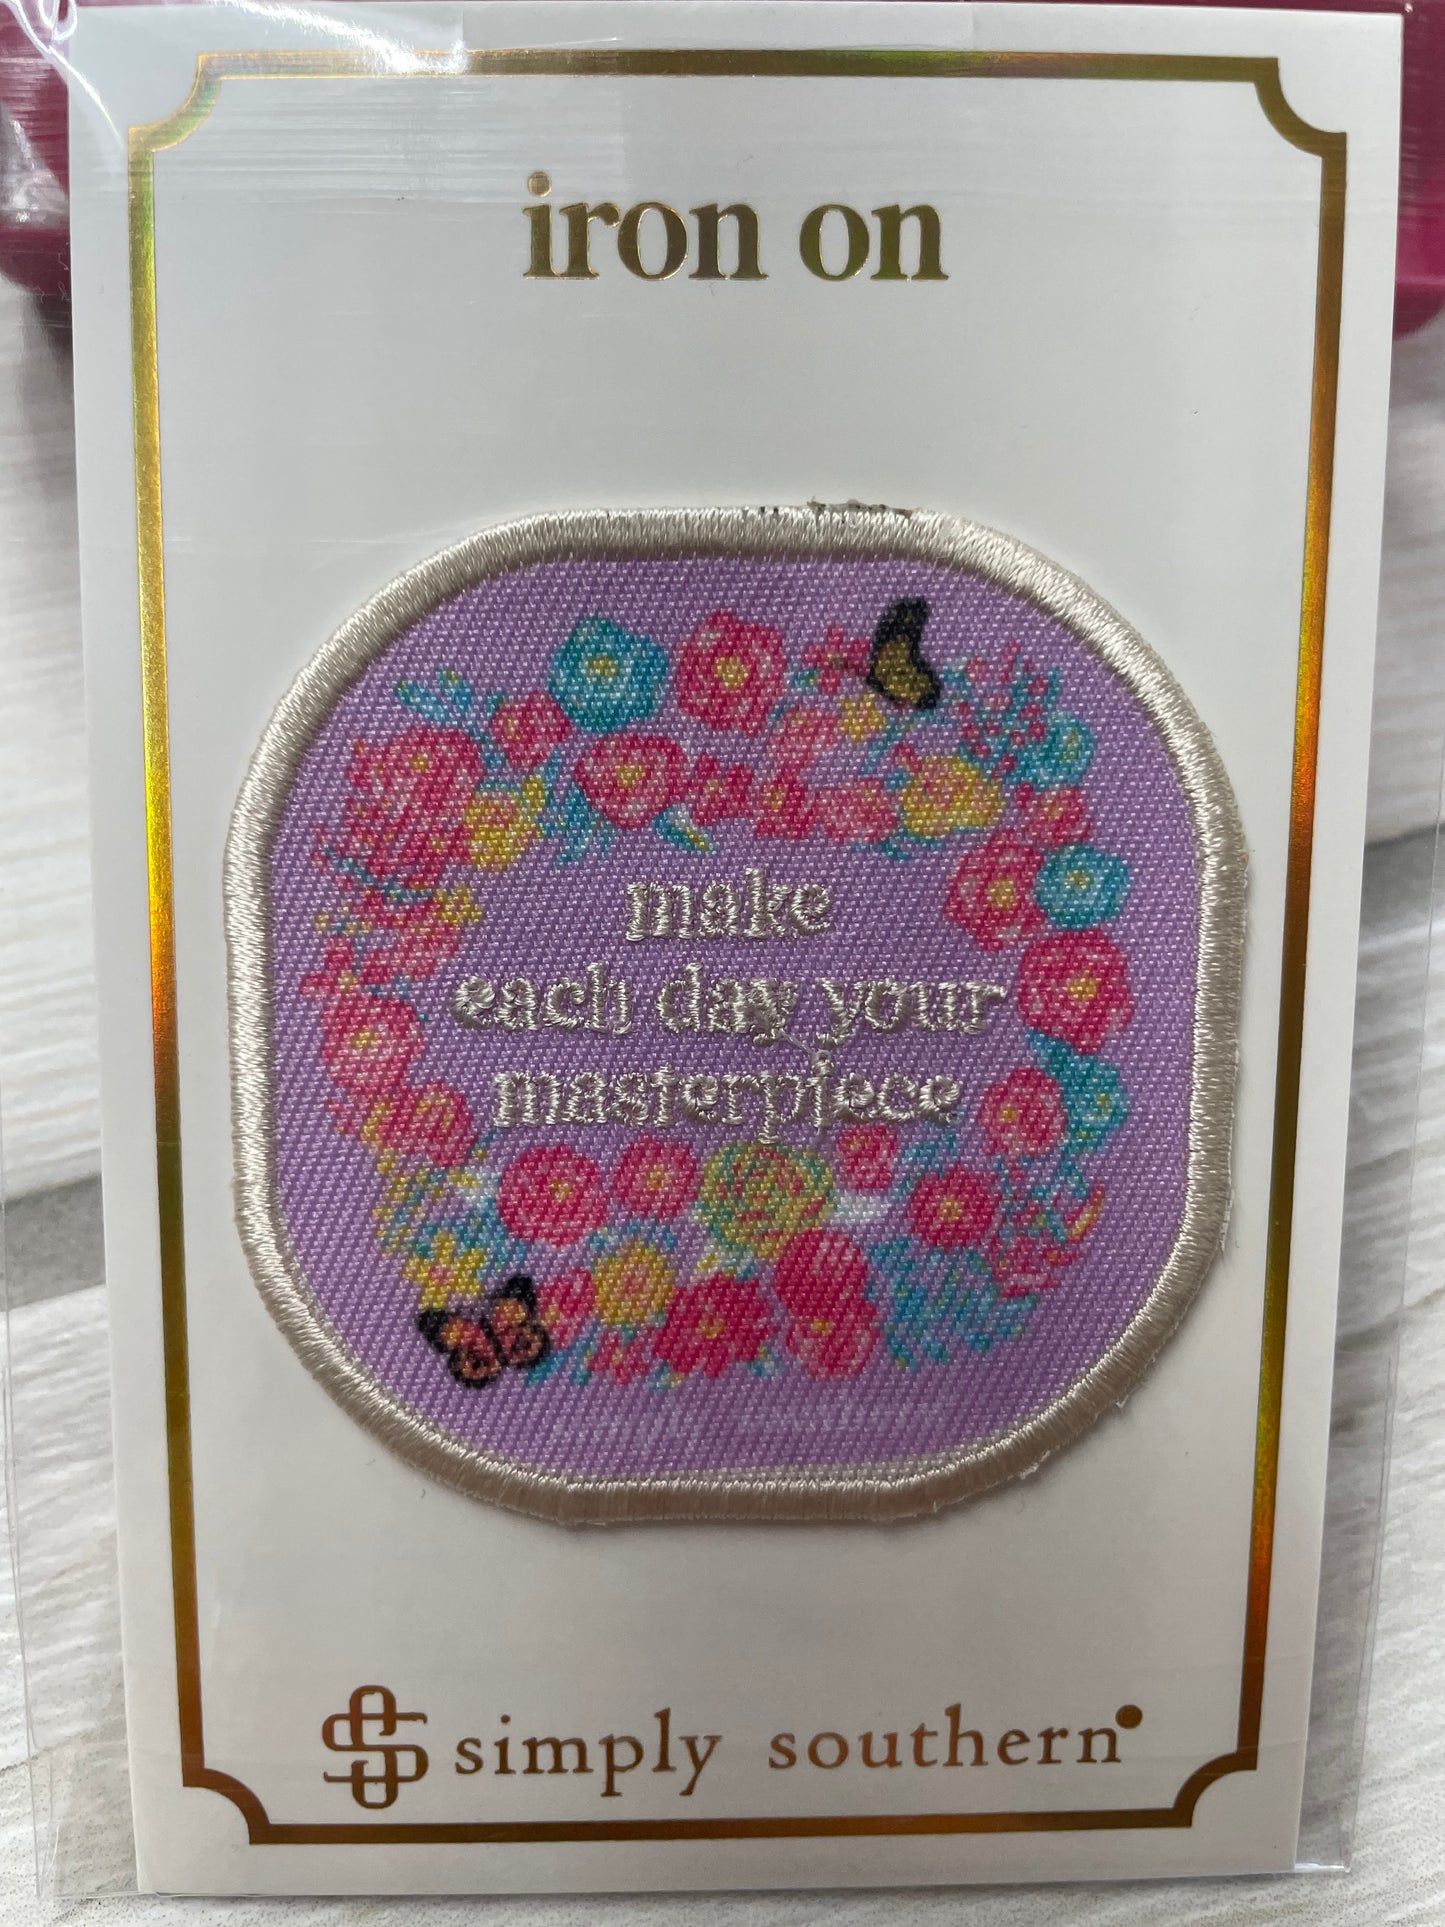 iron on
make
each day your
masterpiece
simply southern